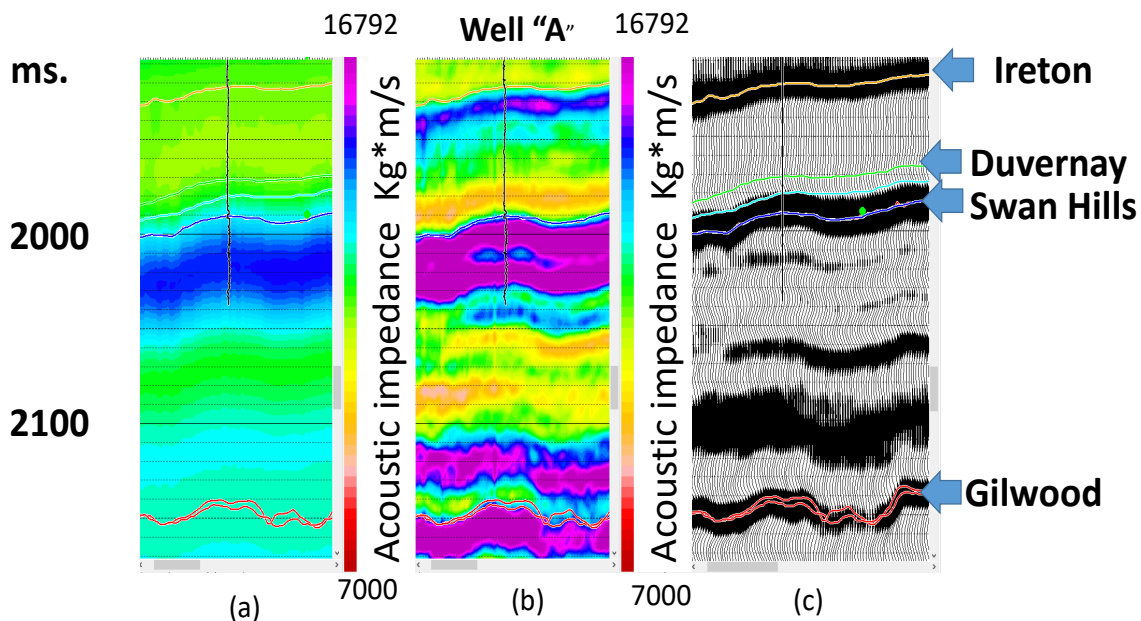 16792
Well "A"
16792
ms.
Ireton
Duvernay
Swan Hills
2000
Acoustic impedance Kg*m/s
Acoustic impedance Kg*m/s
2100
Gilwood
7000
7000
(a)
(b)
(c)